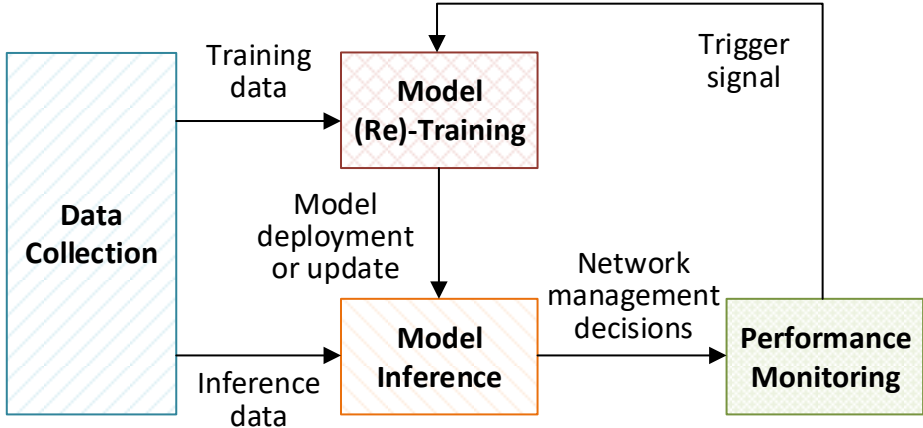 Training
data
Trigger
signal
Model
(Re)-Training
Data
Collection
Model
deployment
or update
Network
management
decisions
Model
Inference
Performance
Monitoring
Inference
data